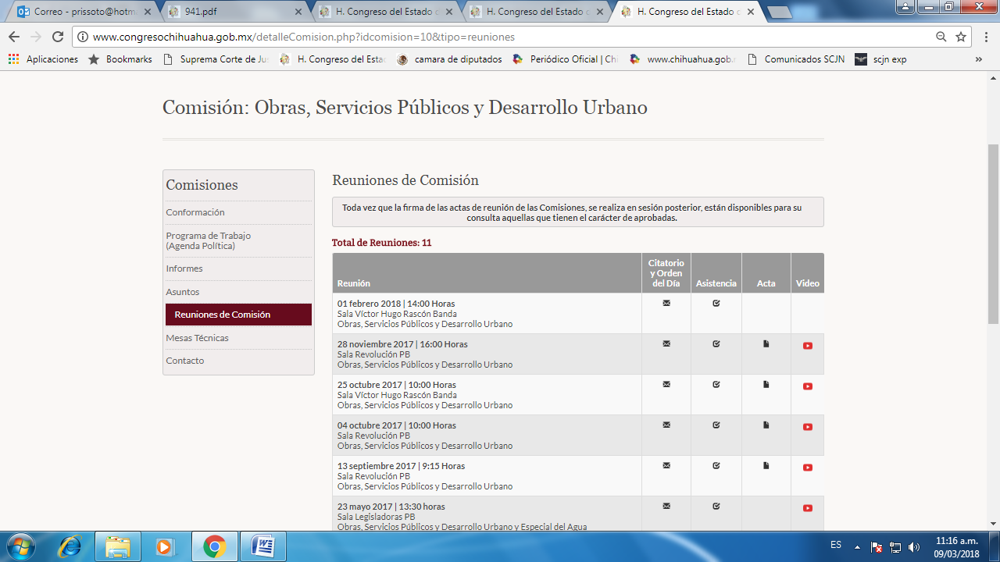 Correo - prissoto@hotm
941.pdf
H. Congreso del Estado d
H. Congreso del Estado d
H. Congreso del Estado d
www.congresochihuahua.gob.mx/detalleComision.php?idcomision=10&tipo=reuniones
Aplicaciones
Bookmarks
Suprema Corte de Jus
H. Congreso del Estad
camara de diputados
Periódico Oficial | Chi
www.chihuahua.gob.m
Comunicados SCJN
scjn exp
»
Comisión: Obras, Servicios Públicos y Desarrollo Urbano
Comisiones
Conformación
Programa de Trabajo
(Agenda Política)
Informes
Asuntos
Reuniones de Comisión
Mesas Técnicas
Contacto
Reuniones de Comisión
Toda vez que la firma de las actas de reunión de las Comisiones, se realiza en sesión posterior, están disponibles para su
consulta aquellas que tienen el carácter de aprobadas.
Total de Reuniones: 11
Reunión
Citatorio
y Orden
del Día
Asistencia
Acta
Video
01 febrero 2018 | 14:00 Horas
Sala Víctor Hugo Rascón Banda
Obras, Servicios Públicos y Desarrollo Urbano
28 noviembre 2017 | 16:00 Horas
Sala Revolución PB
Obras, Servicios Públicos y Desarrollo Urbano
25 octubre 2017 | 10:00 Horas
Sala Víctor Hugo Rascón Banda
Obras, Servicios Públicos y Desarrollo Urbano
04 octubre 2017 | 10:00 Horas
Sala Revolución PB
Obras, Servicios Públicos y Desarrollo Urbano
13 septiembre 2017 | 9:15 Horas
Sala Revolución PB
Obras, Servicios Públicos y Desarrollo Urbano
23 mayo 2017 | 13:30 horas
Sala Legisladoras PB
Obras, Servicios Públicos y Desarrollo Urbano y Especial del Agua
ES
11:16 a.m.
09/03/2018